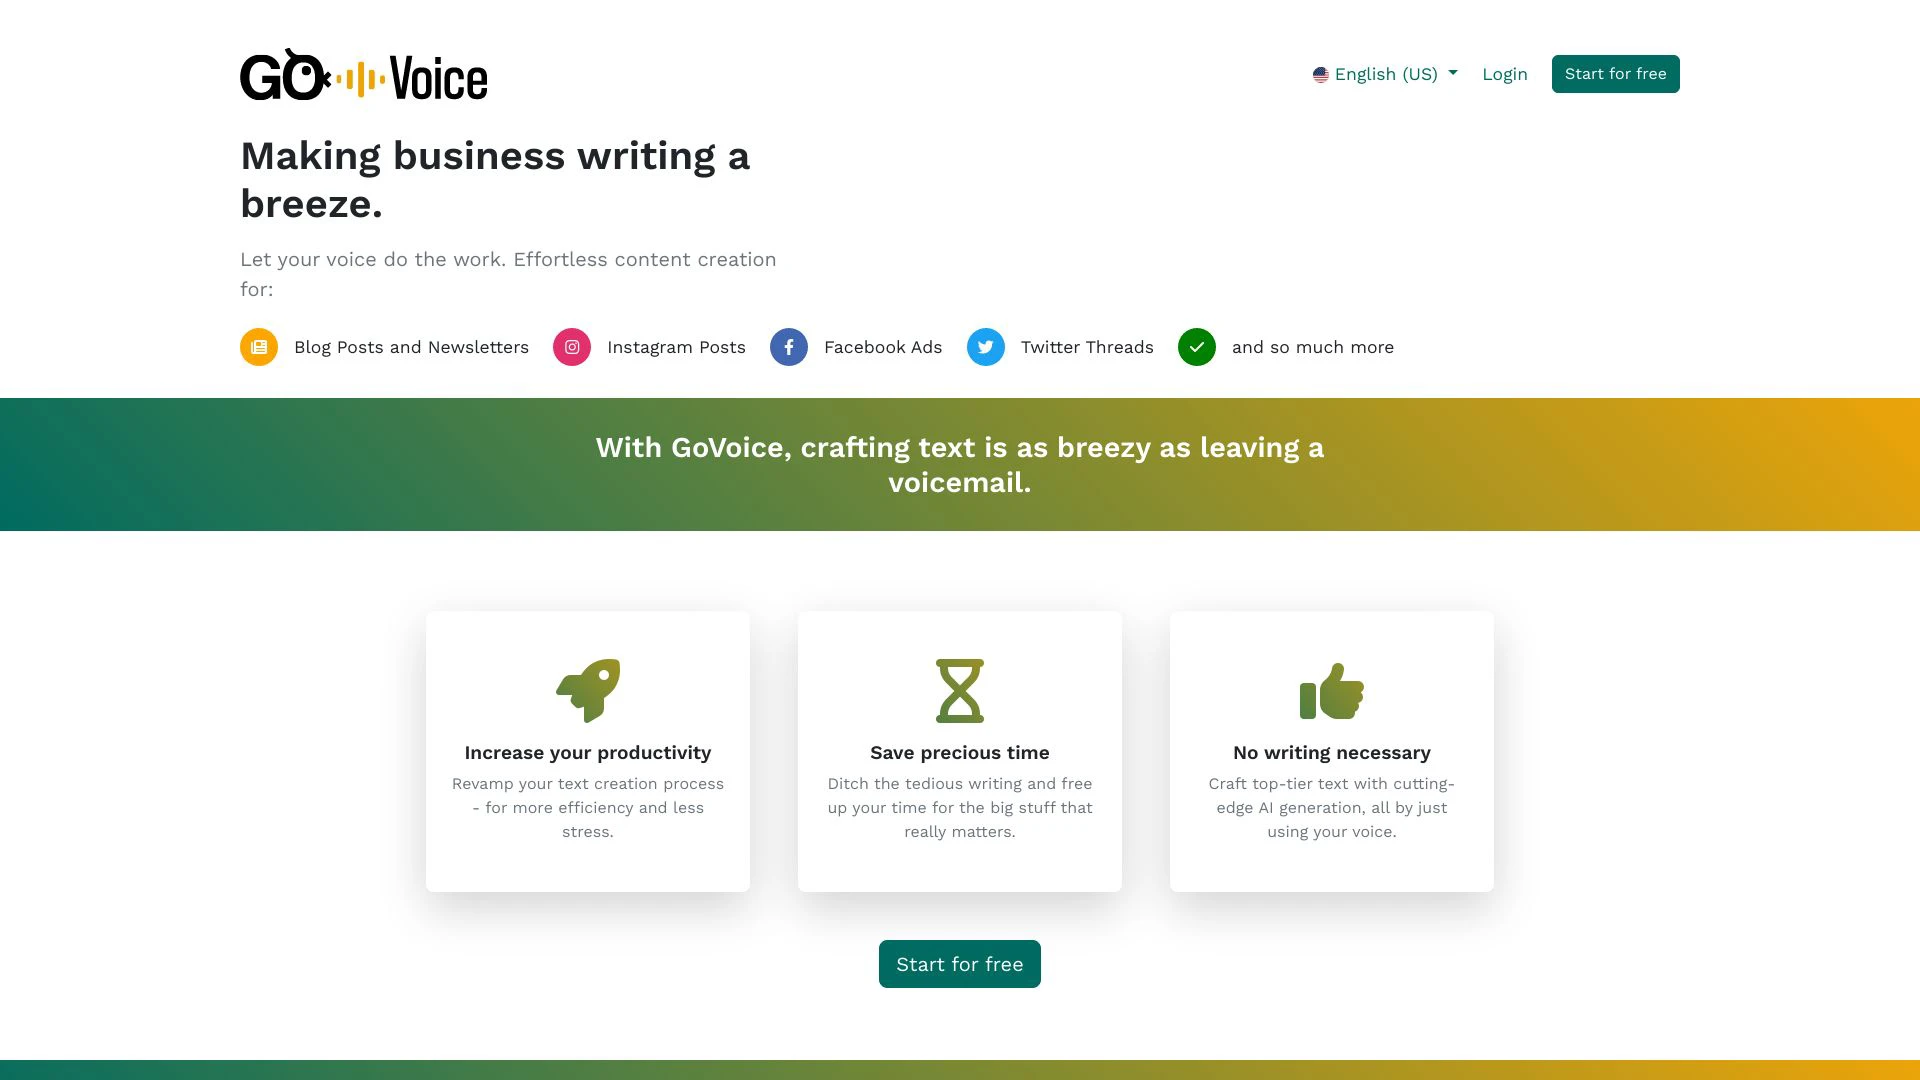 GO Voice
English (US)
Login
Start for free
Making business writing a
breeze.
Let your voice do the work. Effortless content creation
for:
Blog Posts and Newsletters
Instagram Posts
Facebook Ads
Twitter Threads
and so much more
With GoVoice, crafting text is as breezy as leaving a
voicemail.
Increase your productivity
Revamp your text creation process
- for more efficiency and less
stress.
Save precious time
Ditch the tedious writing and free
up your time for the big stuff that
really matters.
No writing necessary
Craft top-tier text with cutting-
edge AI generation, all by just
using your voice.
Start for free